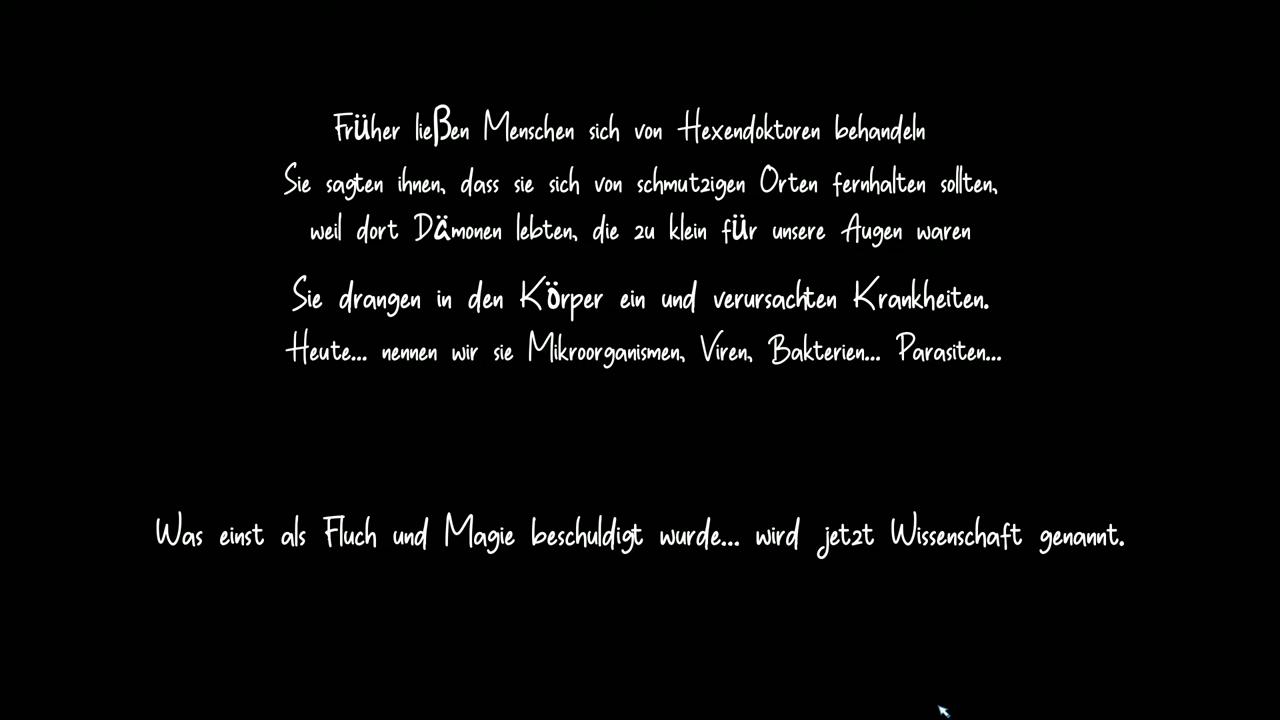 Früher ließen Menschen sich von Hexendoktoren behandeln
Sie sagten ihnen, dass sie sich von schmutzigen Orten fernhalten sollten,
weil dort Dämonen lebten, die zu klein für unsere Augen waren
Sie drangen in den Körper ein und verursachten Krankheiten.
Heute... nennen wir sie Mikroorganismen, Viren, Bakterien... Parasiten...
Was einst als Fluch und Magie beschuldigt wurde... wird jetzt Wissenschaft genannt.